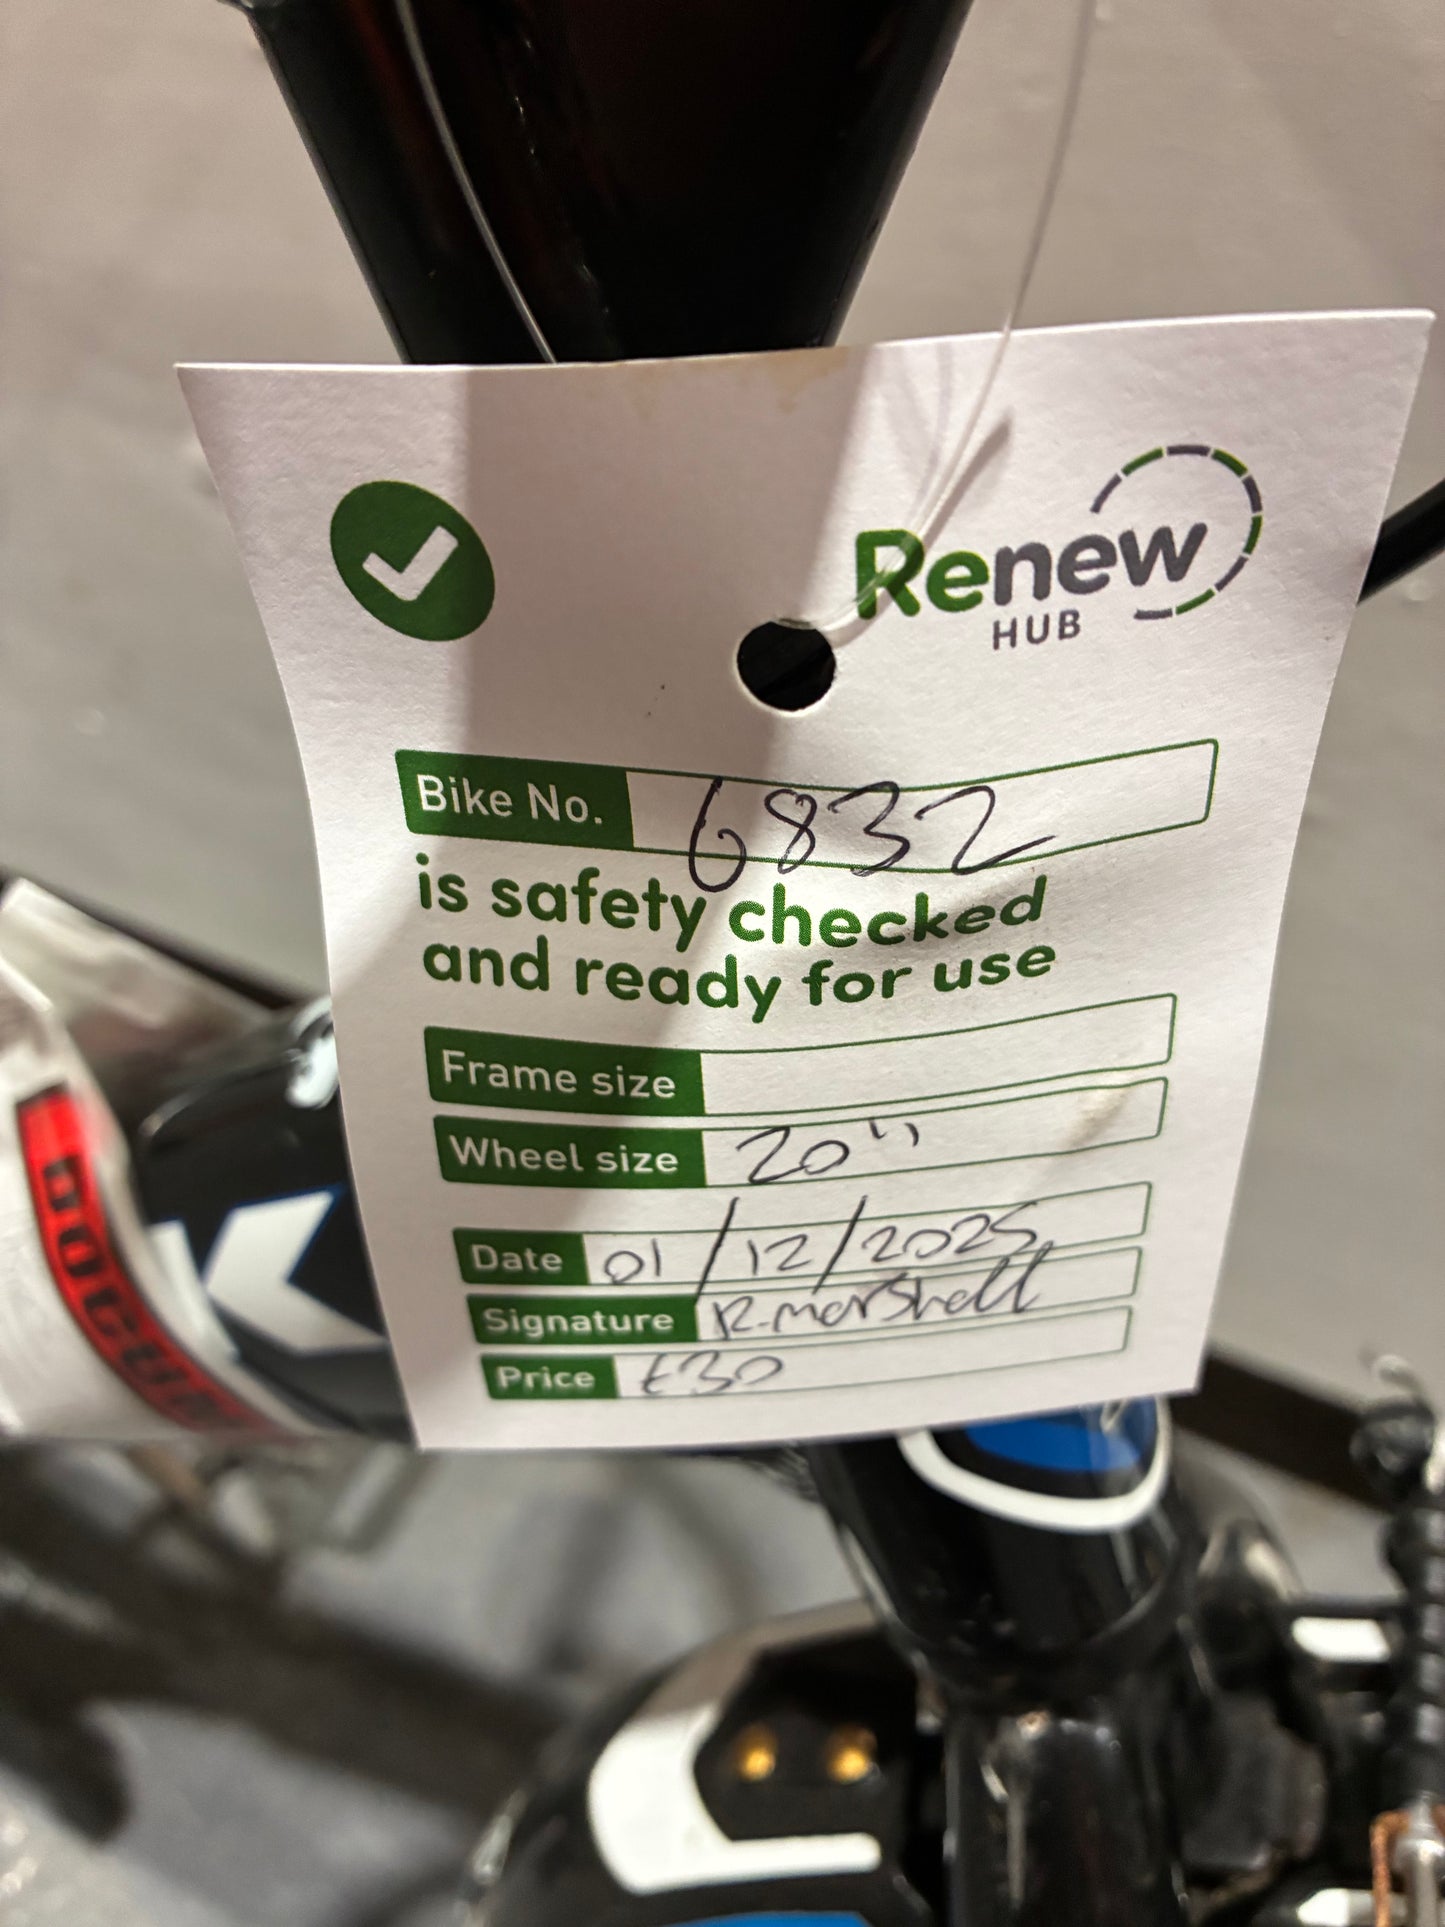 Renew
HUB
Bike No. 6832
is safety checked
and ready for use
Frame size
Wheel size 20"
Date 01/12/2025
Signature R.marshall
Price £30